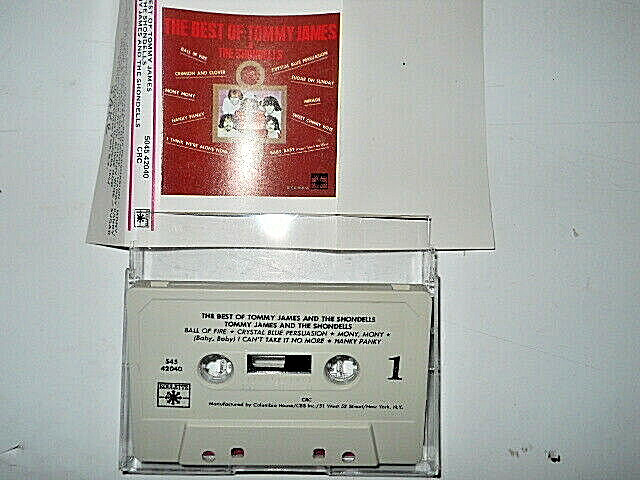 BEST OF TOMMY JAMES
THE SHONDELLS
JAMES AND THE SHONDELLS
5045 42040
CRC
THE BEST OF TOMMY JAMES
THE SHONDELLS
BALL OF FIRE
CRYSTAL BLUE PERSUASION
CRIMSON AND CLOVER
SUGAR ON SUNDAY
MONY MONY
MIRAGE
HANKY PANKY
SWEET CHERRY WINE
I THINK WE'RE ALONE NOW
BABY, BABY
STEREO
THE BEST OF TOMMY JAMES AND THE SHONDELLS
TOMMY JAMES AND THE SHONDELLS
BALL OF FIRE • CRYSTAL BLUE PERSUASION • MONY, MONY •
(Baby, Baby) I CAN'T TAKE IT NO MORE • HANKY PANKY
S45
42040
1
CRC
Manufactured by Columbia House/CBS Inc./51 West 52 Street/New York, N.Y.